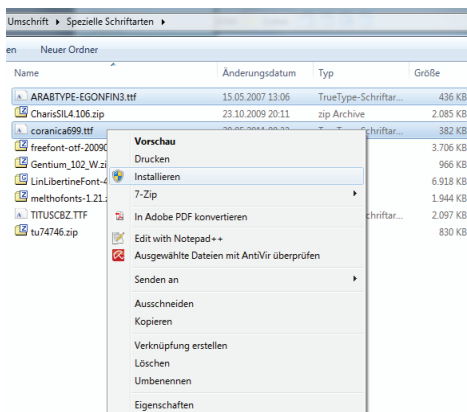 Umschrift ▸ Spezielle Schriftarten ▸
en Neuer Ordner
Name Änderungsdatum Typ Größe
ARABTYPE-EGONFIN3.ttf 15.05.2007 13:06 TrueType-Schriftar... 436 KB
CharisSIL4.106.zip 23.10.2009 20:11 zip Archive 2.085 KB
coranica699.ttf 382 KB
freefont-otf-2009 3.706 KB
Gentium_102_W.zi 966 KB
LinLibertineFont-4 6.918 KB
melthofonts-1.21. 1.944 KB
TITUSCBZ.TTF chriftar... 2.097 KB
tu74746.zip 830 KB
Vorschau
Drucken
Installieren
7-Zip
In Adobe PDF konvertieren
Edit with Notepad++
Ausgewählte Dateien mit AntiVir überprüfen
Senden an
Ausschneiden
Kopieren
Verknüpfung erstellen
Löschen
Umbenennen
Eigenschaften